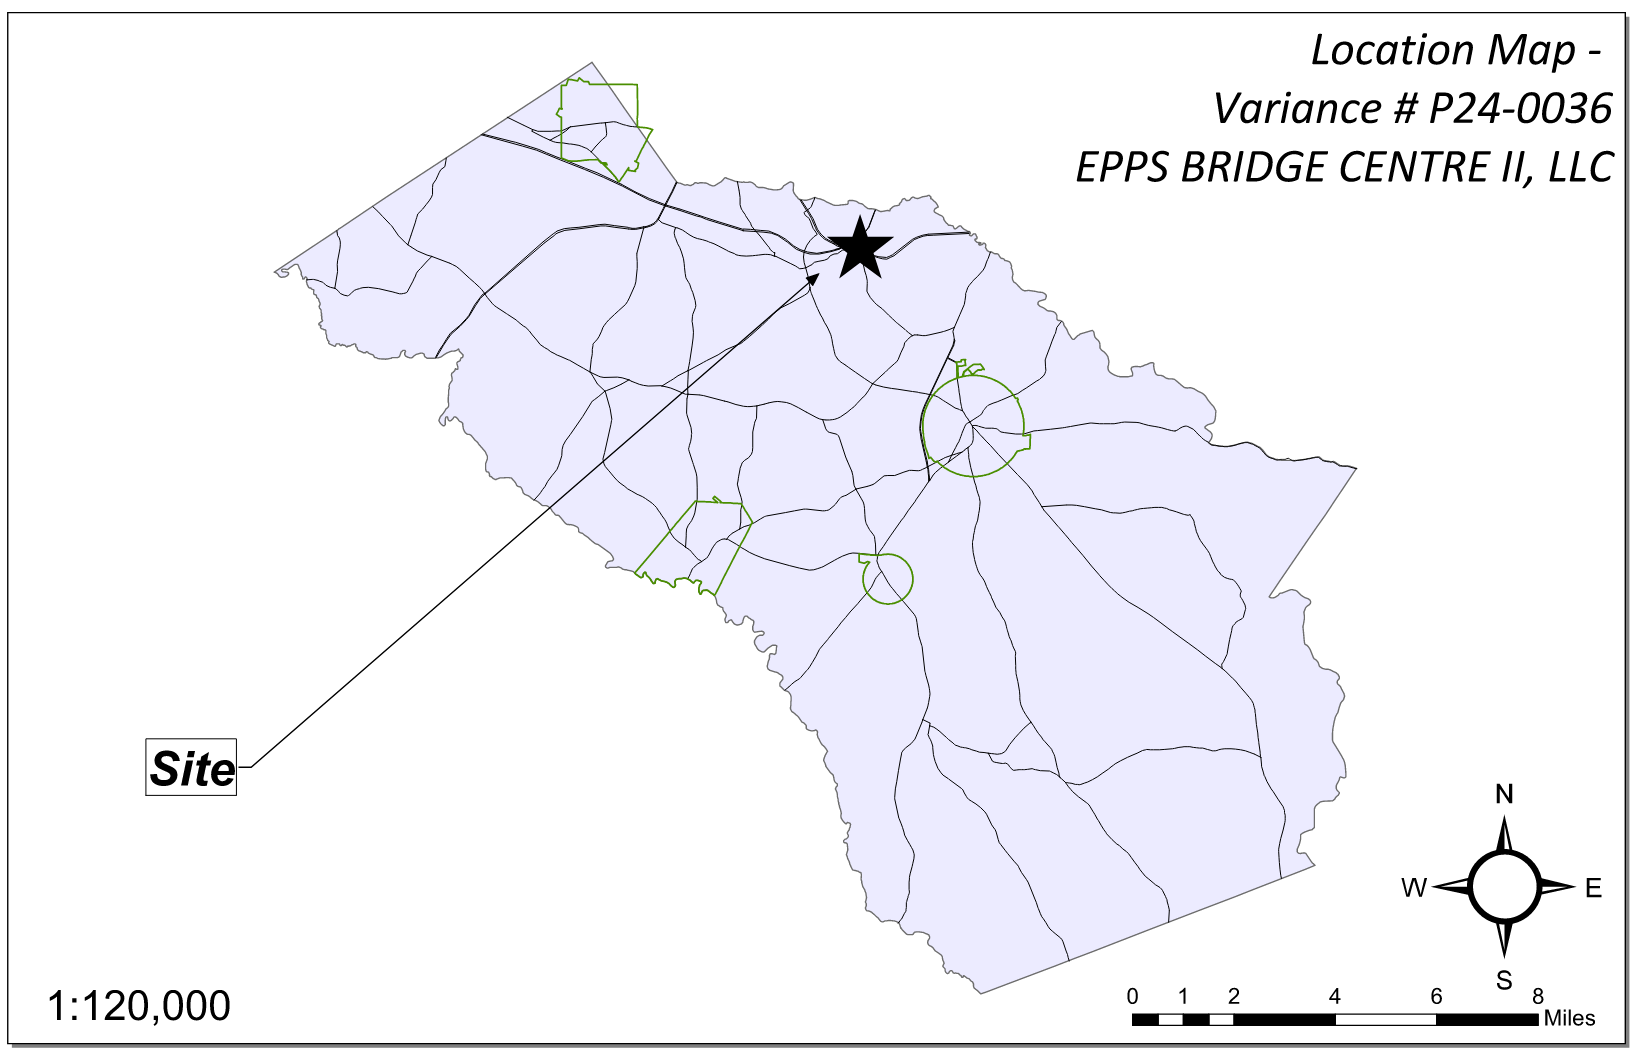 Location Map -
Variance # P24-0036
EPPS BRIDGE CENTRE II, LLC
Site
N
W E
S
1:120,000
0 1 2 4 6 8
Miles